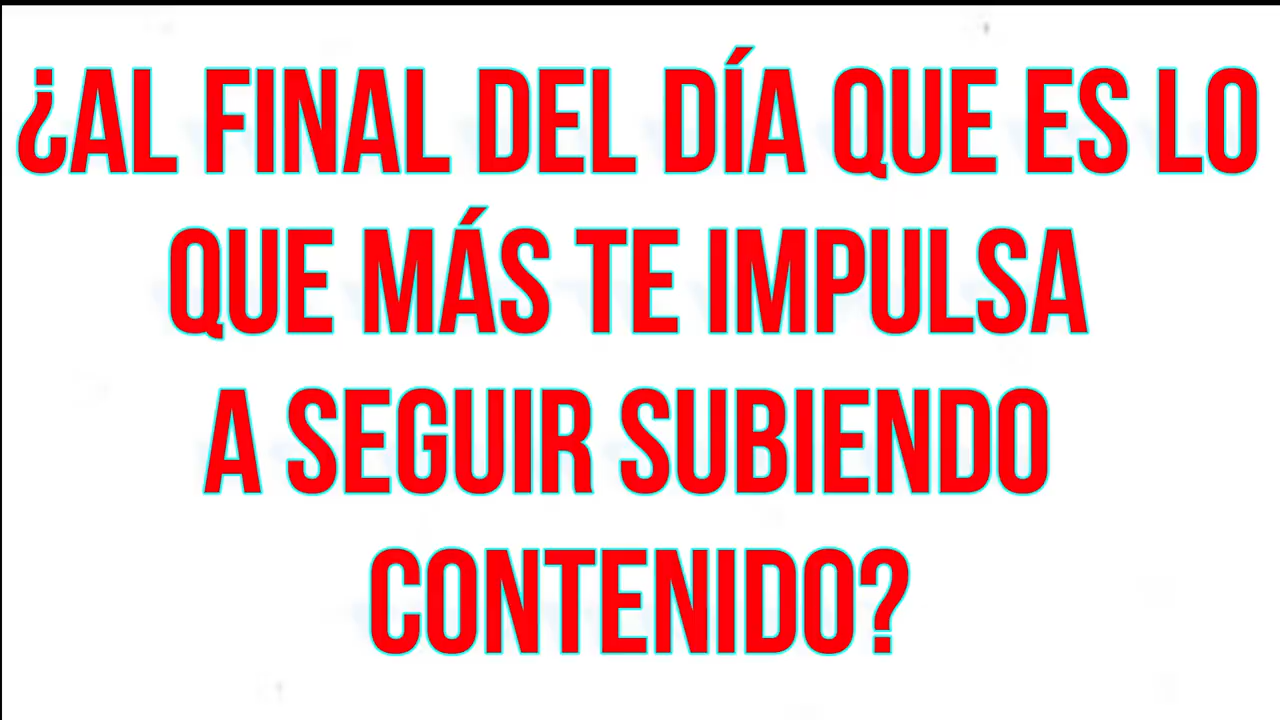 ¿AL FINAL DEL DÍA QUE ES LO
QUE MÁS TE IMPULSA
A SEGUIR SUBIENDO
CONTENIDO?